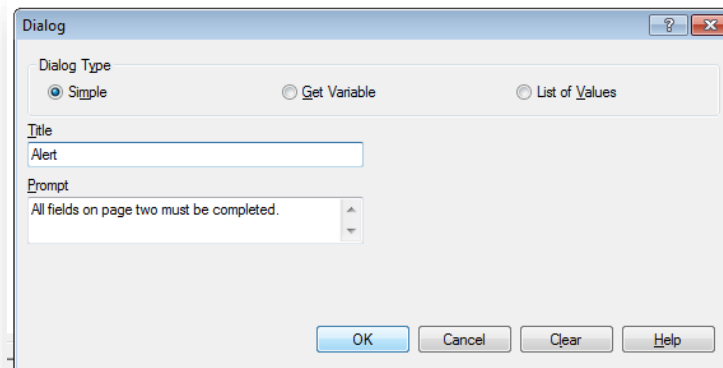 Dialog
Dialog Type
Simple Get Variable List of Values
Title
Alert
Prompt
All fields on page two must be completed.
OK Cancel Clear Help